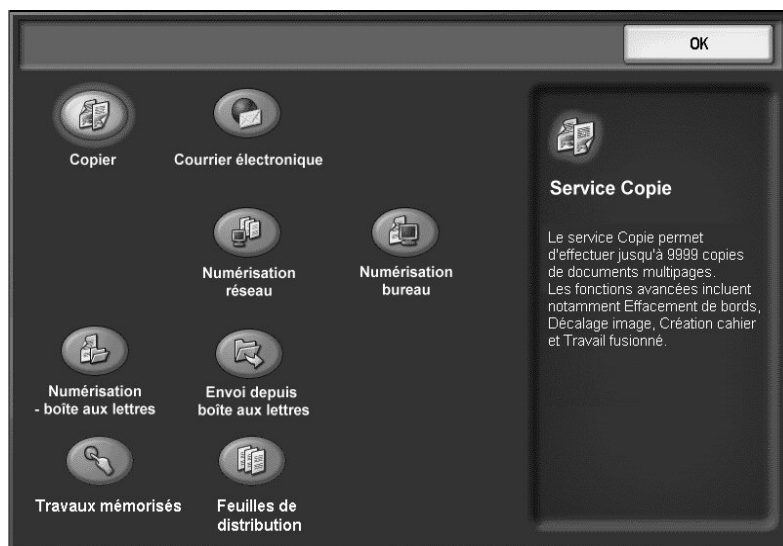 OK
Copier
Courrier électronique
Numérisation
réseau
Numérisation
bureau
Numérisation
- boîte aux lettres
Envoi depuis
boîte aux lettres
Travaux mémorisés
Feuilles de
distribution
Service Copie
Le service Copie permet
d'effectuer jusqu'à 9999 copies
de documents multipages.
Les fonctions avancées incluent
notamment Effacement de bords,
Décalage image, Création cahier
et Travail fusionné.